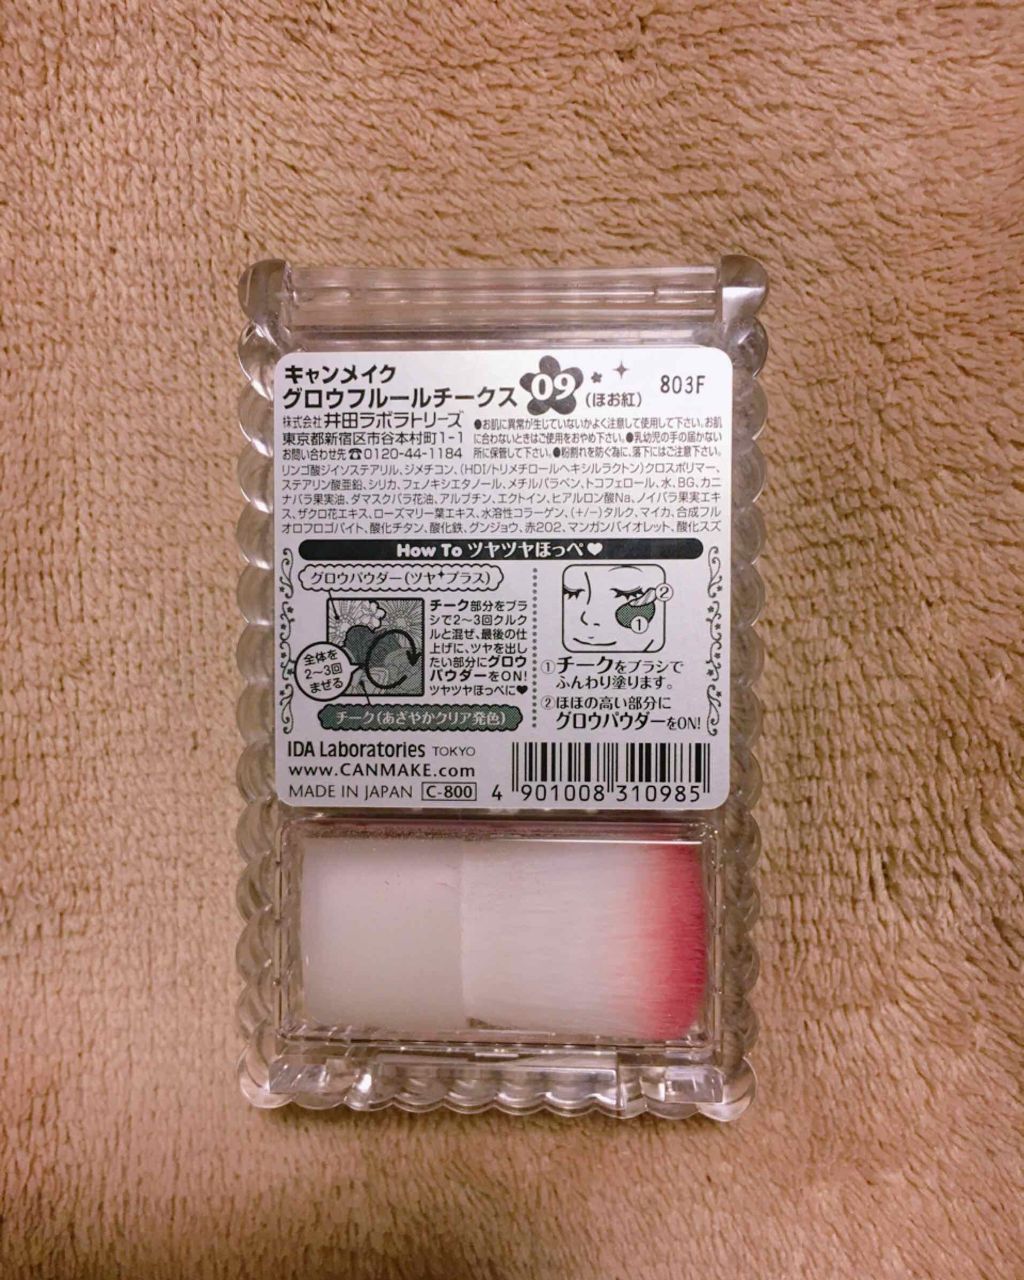 キャンメイク
グロウフルールチークス 09 (ほお紅) 803F
株式会社 井田ラボラトリーズ
東京都新宿区市谷本村町1-1
お問い合わせ先 ☎0120-44-1184
●お肌に異常が生じていないかよく注意して使用して下さい。お肌
に合わないときはご使用をおやめ下さい。●乳幼児の手の届かない
所に保管して下さい。●粉割れを防ぐ為に、落下にはご注意下さい。
リンゴ酸ジイソステアリル、ジメチコン、(HDI/トリメチロールヘキシルラクトン)クロスポリマー、
ステアリン酸亜鉛、シリカ、フェノキシエタノール、メチルパラベン、トコフェロール、水、BG、カニ
ナバラ果実油、ダマスクバラ花油、アルブチン、エクトイン、ヒアルロン酸Na、ノイバラ果実エキ
ス、ザクロ花エキス、ローズマリー葉エキス、水溶性コラーゲン、(+/-)タルク、マイカ、合成フル
オロフロゴパイト、酸化チタン、酸化鉄、グンジョウ、赤202、マンガンバイオレット、酸化スズ
How To ツヤツヤほっぺ♥
グロウパウダー(ツヤ✦プラス)
全体を
2〜3回
まぜる
チーク(あざやかクリア発色)
チーク部分をブラ
シで2〜3回クルク
ルと混ぜ、最後の仕
上げに、ツヤを出し
たい部分にグロウ
パウダーをON!
ツヤツヤほっぺに♥
②
①
①チークをブラシで
ふんわり塗ります。
②ほほの高い部分に
グロウパウダーをON!
IDA Laboratories TOKYO
www.CANMAKE.com
MADE IN JAPAN C-800
4 901008 310985